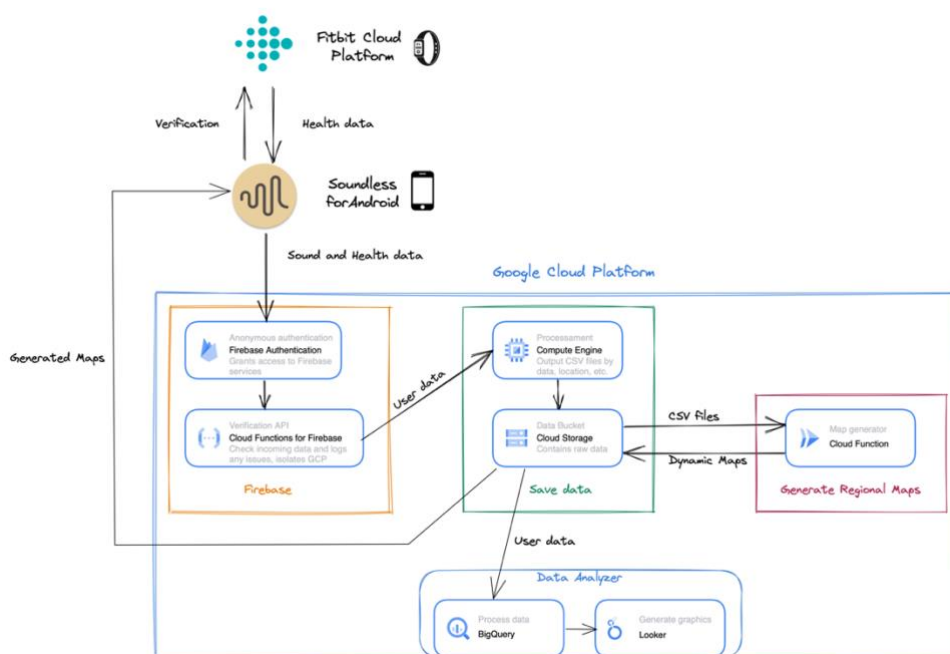 Fitbit Cloud
Platform
Verification
Health data
Soundless
forAndroid
Sound and Health data
Google Cloud Platform
Anonymous authentication
Firebase Authentication
Grants access to Firebase
services
Processament
Compute Engine
Output CSV files by
data, location, etc.
Generated Maps
User data
Verification API
Cloud Functions for Firebase
Check incoming data and logs
any issues, isolates GCP
Firebase
Data Bucket
Cloud Storage
Contains raw data
Save data
CSV files
Dynamic Maps
Map generator
Cloud Function
Generate Regional Maps
User data
Data Analyzer
Process data
BigQuery
Generate graphics
Looker